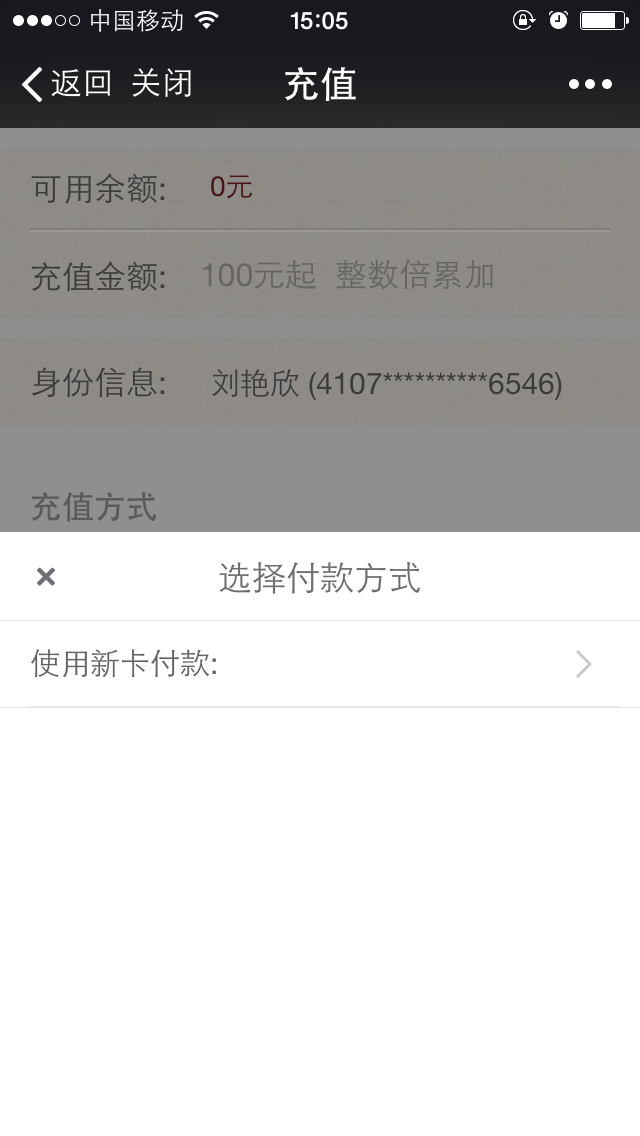 中国移动 15:05
返回 关闭 充值
可用余额: 0元
充值金额: 100元起 整数倍累加
身份信息: 刘艳欣 (4107**********6546)
充值方式
× 选择付款方式
使用新卡付款: